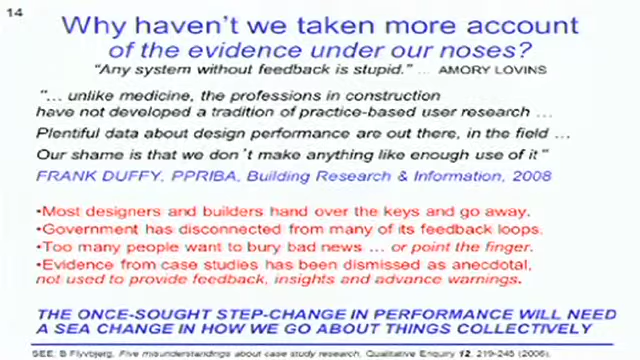 14
Why haven't we taken more account
of the evidence under our noses?
"Any system without feedback is stupid." ... AMORY LOVINS
"... unlike medicine, the professions in construction
have not developed a tradition of practice-based user research ...
Plentiful data about design performance are out there, in the field ...
Our shame is that we don't make anything like enough use of it"
FRANK DUFFY, PPRIBA, Building Research & Information, 2008
•Most designers and builders hand over the keys and go away.
•Government has disconnected from many of its feedback loops.
•Too many people want to bury bad news ... or point the finger.
•Evidence from case studies has been dismissed as anecdotal,
not used to provide feedback, insights and advance warnings.
THE ONCE-SOUGHT STEP-CHANGE IN PERFORMANCE WILL NEED
A SEA CHANGE IN HOW WE GO ABOUT THINGS COLLECTIVELY
SEE, B Flyvbjerg, Five misunderstandings about case study research, Qualitative Enquiry 12, 219-245 (2006).